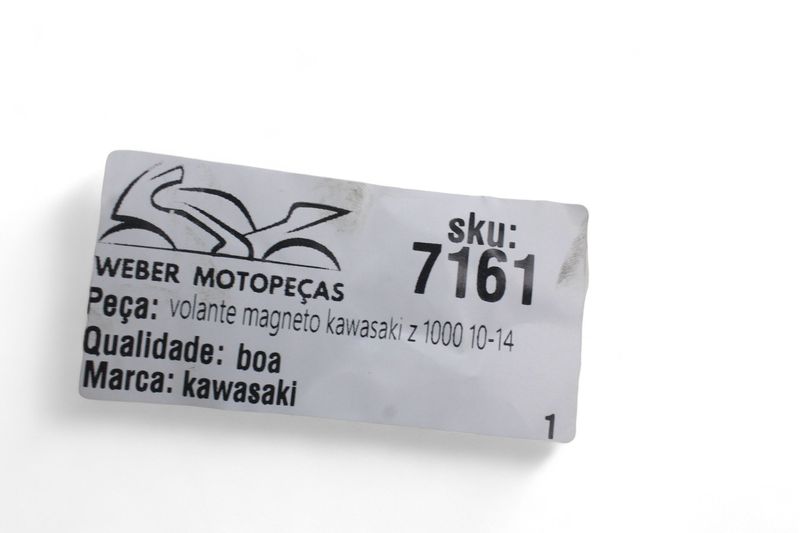 WEBER MOTOPEÇAS
sku:
7161
Peça: volante magneto kawasaki z 1000 10-14
Qualidade: boa
Marca: kawasaki
1